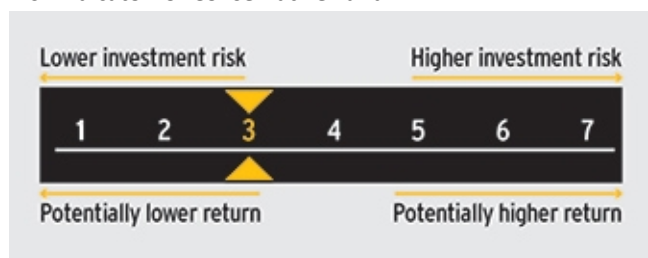 Lower investment risk Higher investment risk
1 2 3 4 5 6 7
Potentially lower return Potentially higher return